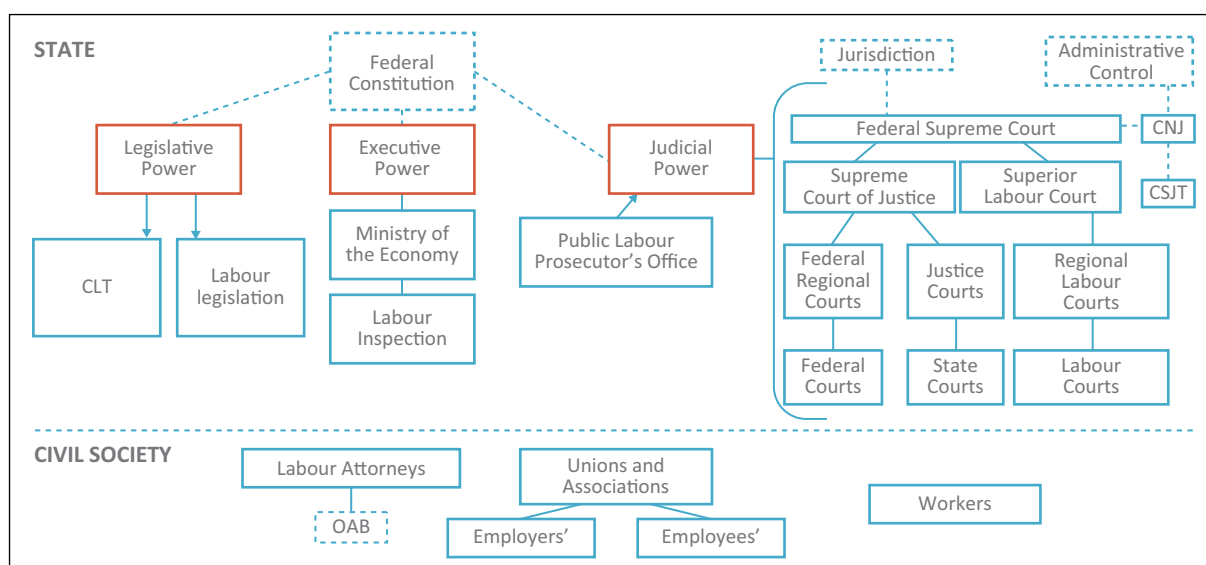 STATE
Federal
Constitution
Jurisdiction
Administrative
Control
Legislative
Power
Executive
Power
Judicial
Power
Federal Supreme Court
CNJ
Supreme
Court of Justice
Superior
Labour Court
CSJT
CLT
Labour
legislation
Ministry of
the Economy
Labour
Inspection
Public Labour
Prosecutor's Office
Federal
Regional
Courts
Justice
Courts
Regional
Labour
Courts
Federal
Courts
State
Courts
Labour
Courts
CIVIL SOCIETY
Labour Attorneys
OAB
Unions and
Associations
Employers'
Employees'
Workers